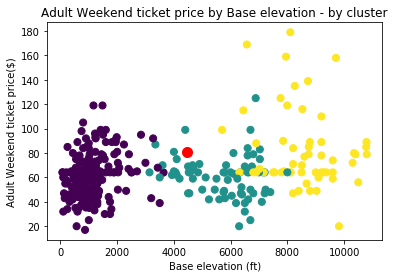 Adult Weekend ticket price by Base elevation - by cluster
Adult Weekend ticket price($)
180
160
140
120
100
80
60
40
20
0 2000 4000 6000 8000 10000
Base elevation (ft)